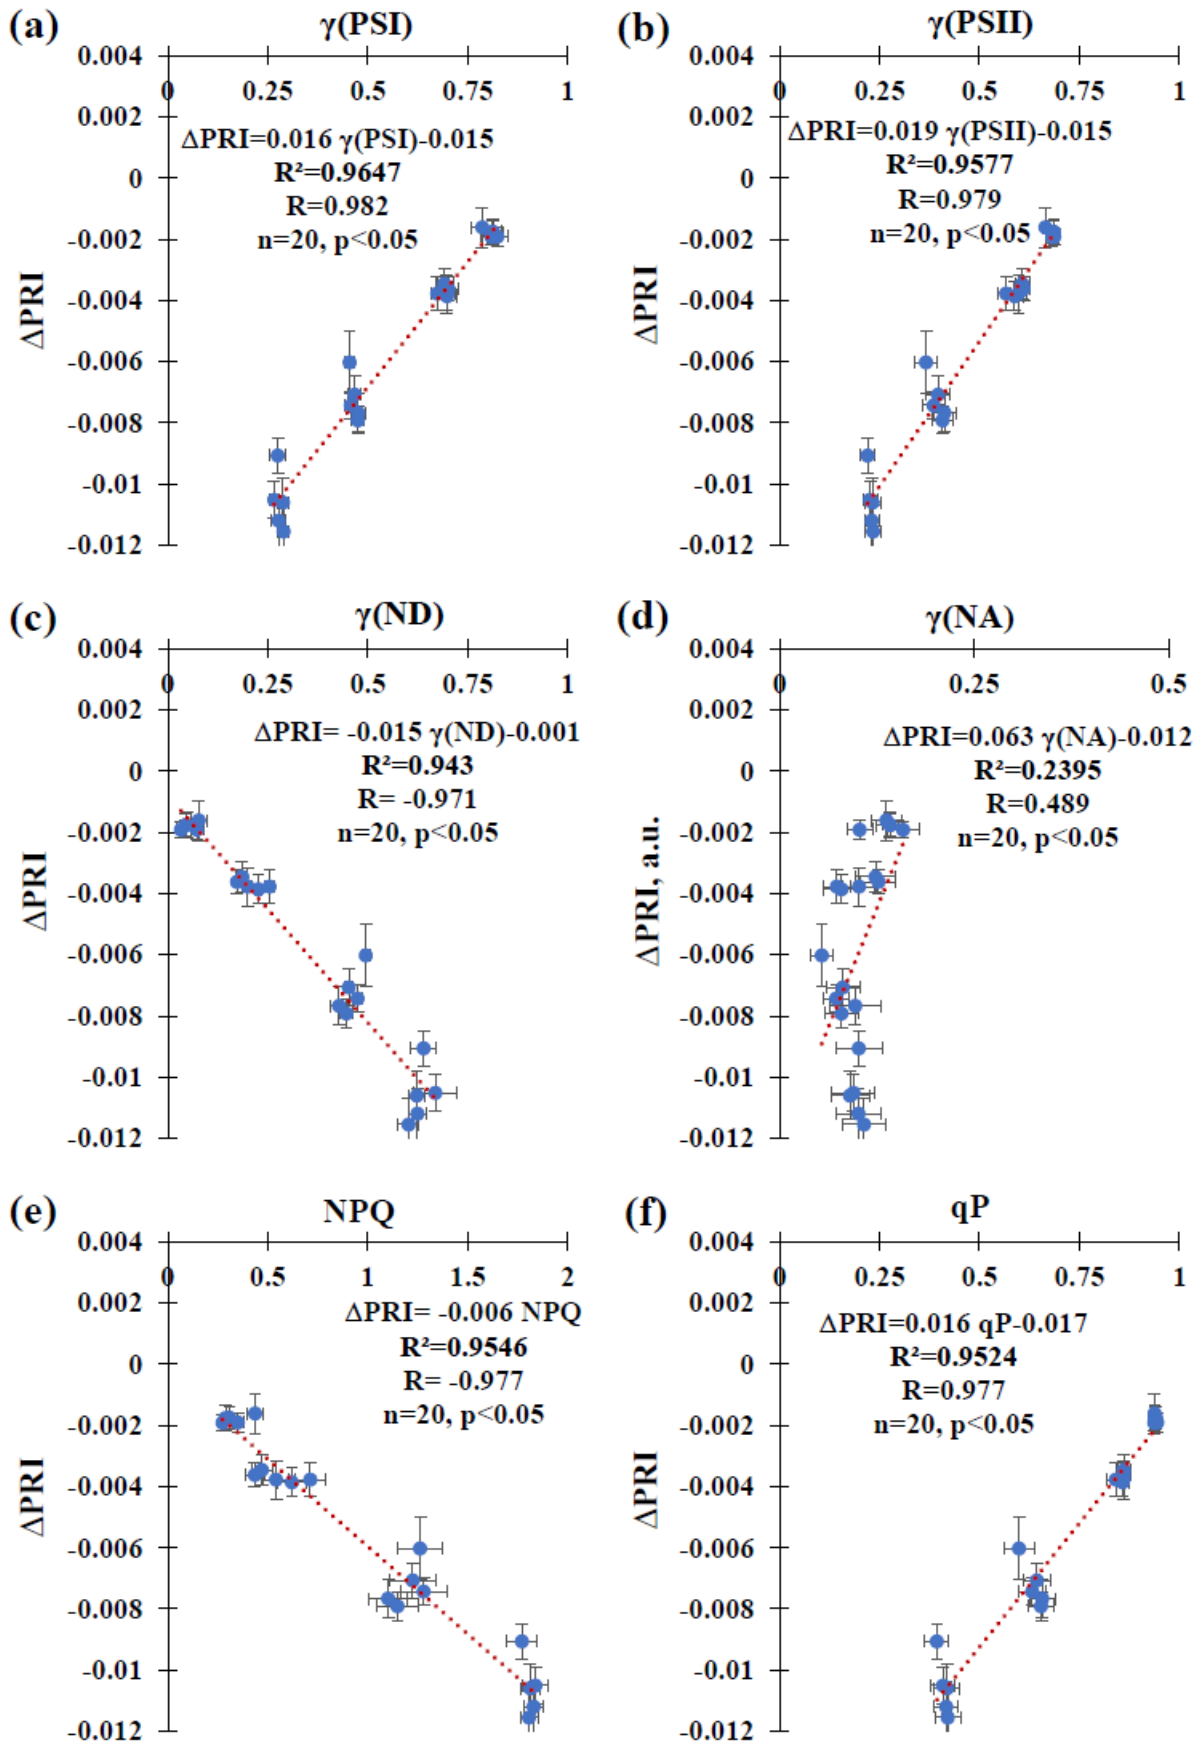 (a)
γ(PSI)
0.004
0 0.25 0.5 0.75 1
0.002
ΔPRI=0.016 γ(PSI)-0.015
R²=0.9647
0
R=0.982
n=20, p<0.05
-0.002
-0.004
-0.006
-0.008
-0.01
-0.012
ΔPRI
(b)
γ(PSII)
0.004
0 0.25 0.5 0.75 1
0.002
ΔPRI=0.019 γ(PSII)-0.015
R²=0.9577
0
R=0.979
n=20, p<0.05
-0.002
-0.004
-0.006
-0.008
-0.01
-0.012
ΔPRI
(c)
γ(ND)
0.004
0 0.25 0.5 0.75 1
0.002
ΔPRI= -0.015 γ(ND)-0.001
R²=0.943
0
R= -0.971
n=20, p<0.05
-0.002
-0.004
-0.006
-0.008
-0.01
-0.012
ΔPRI
(d)
γ(NA)
0.004
0 0.25 0.5
0.002
ΔPRI=0.063 γ(NA)-0.012
R²=0.2395
0
R=0.489
n=20, p<0.05
-0.002
-0.004
-0.006
-0.008
-0.01
-0.012
ΔPRI, a.u.
(e)
NPQ
0.004
0 0.5 1 1.5 2
0.002
ΔPRI= -0.006 NPQ
R²=0.9546
0
R= -0.977
n=20, p<0.05
-0.002
-0.004
-0.006
-0.008
-0.01
-0.012
ΔPRI
(f)
qP
0.004
0 0.25 0.5 0.75 1
0.002
ΔPRI=0.016 qP-0.017
R²=0.9524
0
R=0.977
n=20, p<0.05
-0.002
-0.004
-0.006
-0.008
-0.01
-0.012
ΔPRI